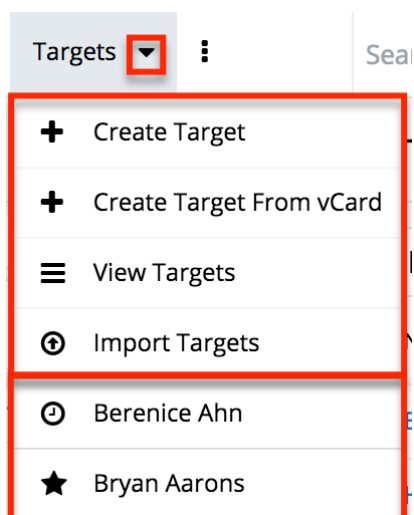 Targets
Sear
Create Target
Create Target From vCard
View Targets
Import Targets
Berenice Ahn
Bryan Aarons